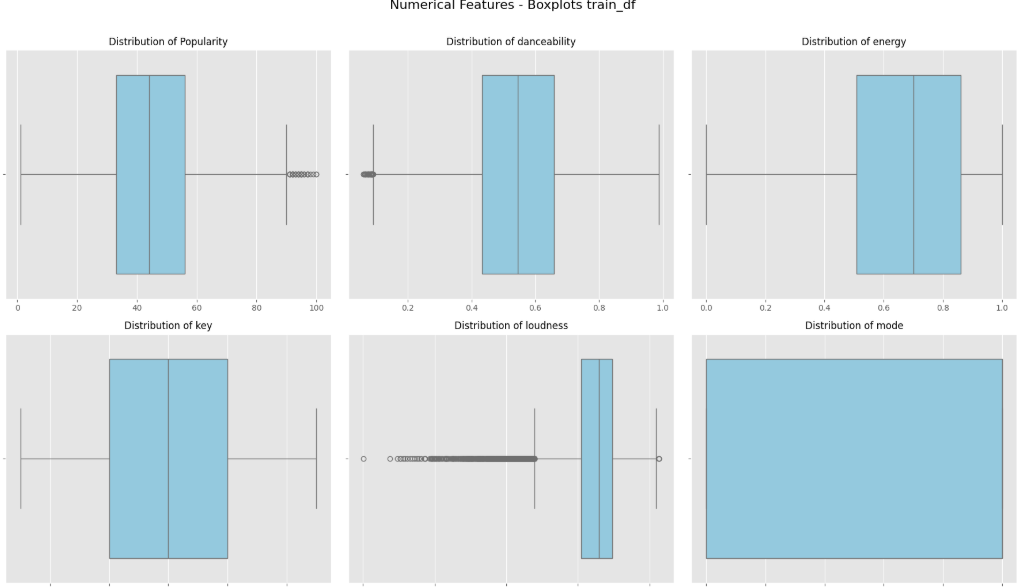 Numerical Features - Boxplots train_df
Distribution of Popularity
Distribution of danceability
Distribution of energy
0 20 40 60 80 100
0.2 0.4 0.6 0.8 1.0
0.0 0.2 0.4 0.6 0.8 1.0
Distribution of key
Distribution of loudness
Distribution of mode